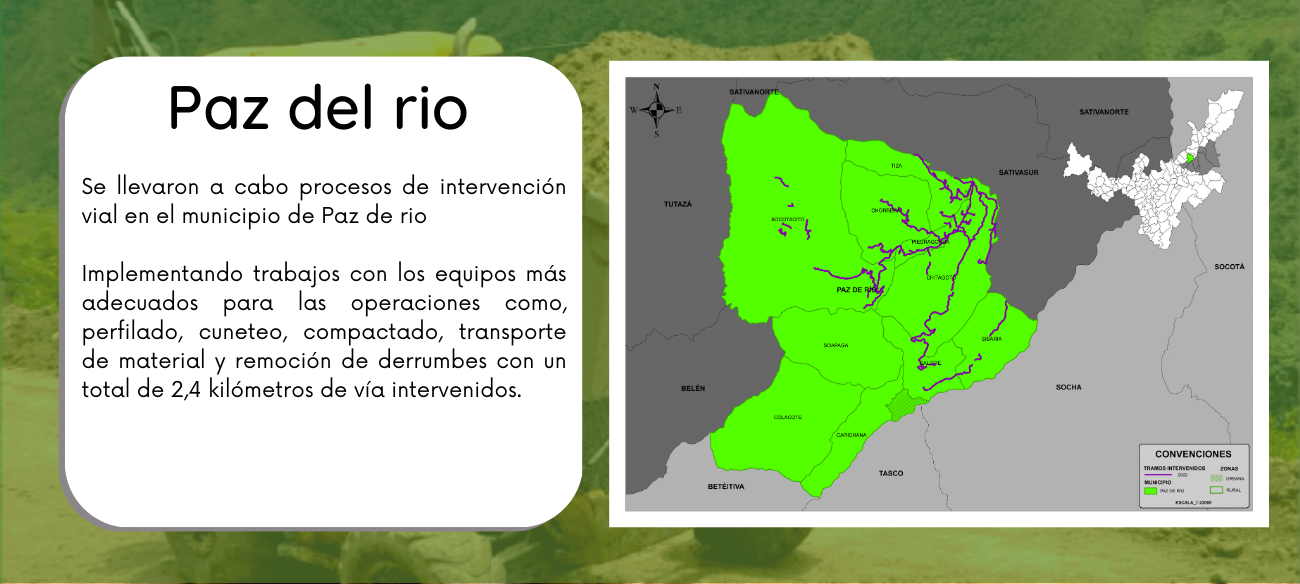 Paz del rio
Se llevaron a cabo procesos de intervención
vial en el municipio de Paz de rio
Implementando trabajos con los equipos más
adecuados para las operaciones como,
perfilado, cuneteo, compactado, transporte
de material y remoción de derrumbes con un
total de 2,4 kilómetros de vía intervenidos.
N
W E
S
SATIVANORTE
SATIVANORTE
SATIVASUR
TIZA
TUTAZÁ
CHORRERA
SOCOTACITO
PIEDRAGORDA
CHITAGOTO
SOCOTÁ
PAZ DE RIO
SOAPAGA
SIBARIA
BELÉN
SOCHA
COLACOTE
CARICHANA
TASCO
BETÉITIVA
CONVENCIONES
TRAMOS INTERVENIDOS ZONAS
2022 URBANA
MUNICIPIO
PAZ DE RIO RURAL